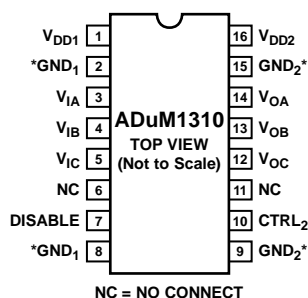 VDD1 1 16 VDD2
*GND1 2 15 GND2*
VIA 3 14 VOA
ADuM1310
VIB 4 13 VOB
TOP VIEW
(Not to Scale)
VIC 5 12 VOC
NC 6 11 NC
DISABLE 7 10 CTRL2
*GND1 8 9 GND2*
NC = NO CONNECT